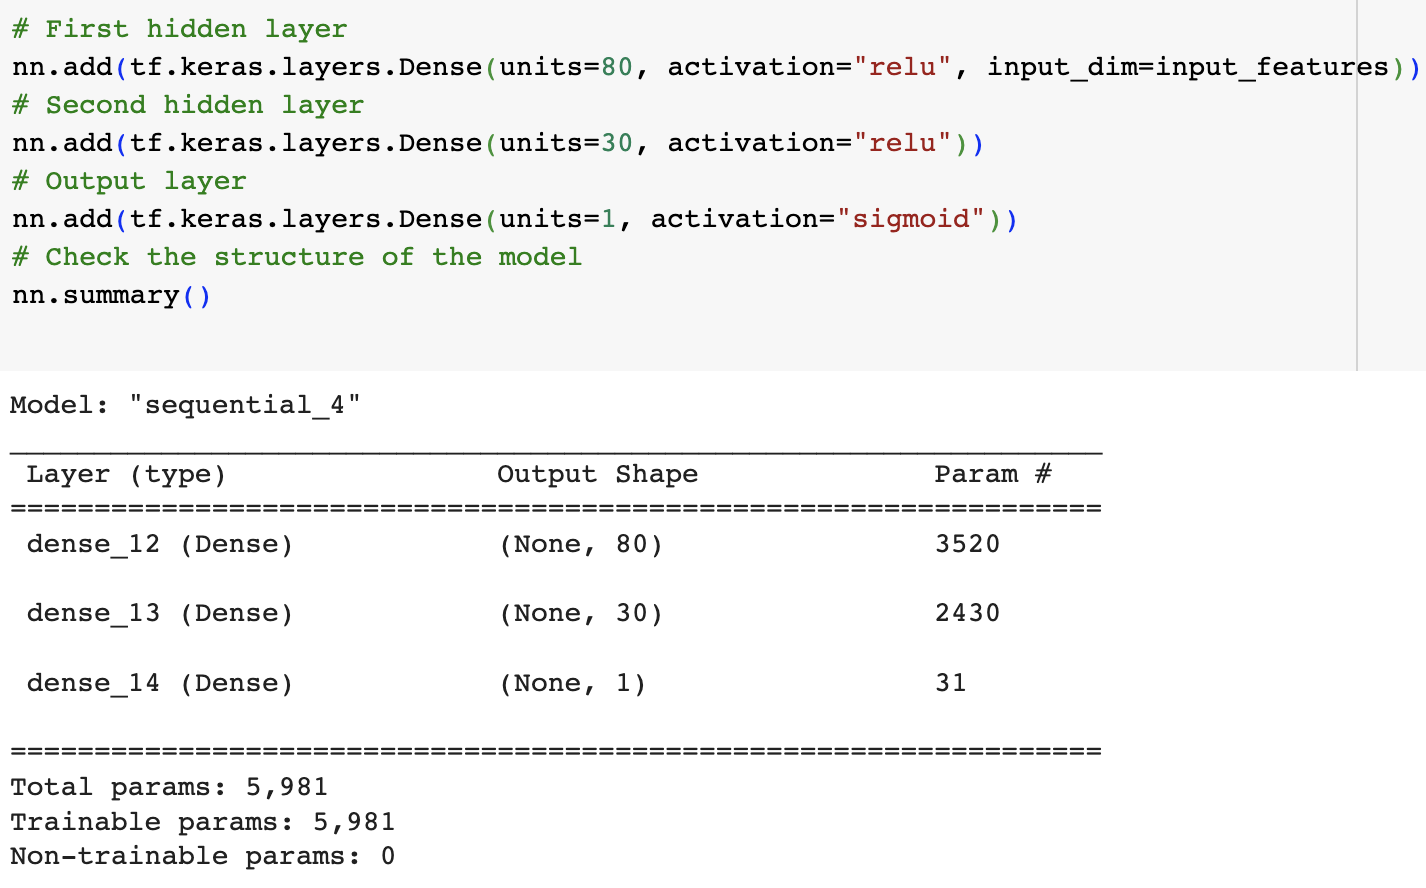 # First hidden layer
nn.add(tf.keras.layers.Dense(units=80, activation="relu", input_dim=input_features))
# Second hidden layer
nn.add(tf.keras.layers.Dense(units=30, activation="relu"))
# Output layer
nn.add(tf.keras.layers.Dense(units=1, activation="sigmoid"))
# Check the structure of the model
nn.summary()
Model: "sequential_4"
_________________________________________________________________
Layer (type) Output Shape Param #
=================================================================
dense_12 (Dense) (None, 80) 3520
dense_13 (Dense) (None, 30) 2430
dense_14 (Dense) (None, 1) 31
=================================================================
Total params: 5,981
Trainable params: 5,981
Non-trainable params: 0